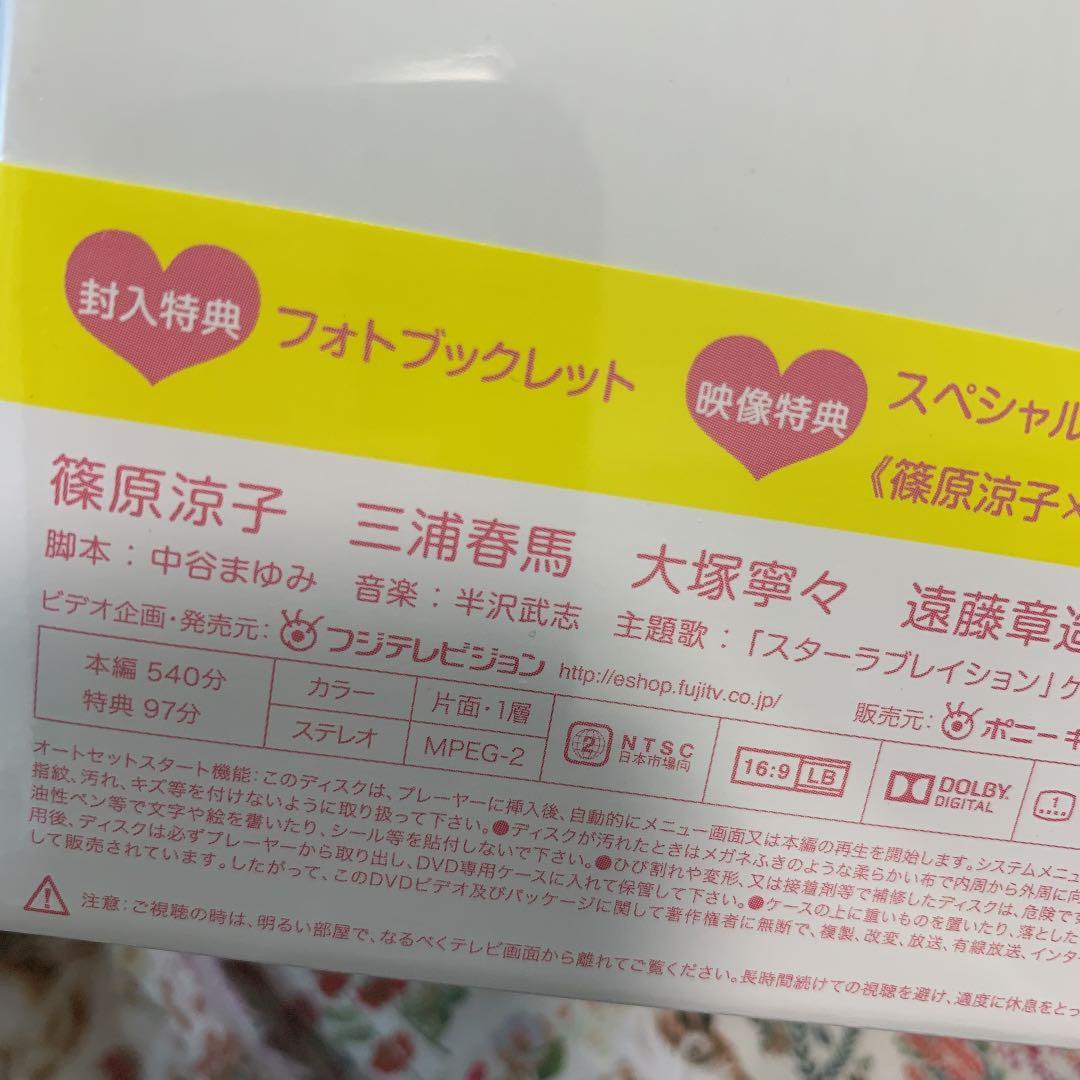 封入特典 フォトブックレット 映像特典 スペシャル
《篠原涼子×
篠原涼子 三浦春馬 大塚寧々 遠藤章造
脚本：中谷まゆみ 音楽：半沢武志 主題歌：「スターラブレイション」ケ
ビデオ企画・発売元： フジテレビジョン http://eshop.fujitv.co.jp/ 販売元： ポニーキ
本編 540分
特典 97分
カラー
ステレオ
片面・1層
MPEG-2
2 NTSC
日本市場向
16:9 LB
DOLBY
DIGITAL
1
オートセットスタート機能：このディスクは、プレーヤーに挿入後、自動的にメニュー画面又は本編の再生を開始します。システムメニュ
指紋、汚れ、キズ等を付けないように取り扱って下さい。●ディスクが汚れたときはメガネふきのような柔らかい布で内周から外周に向
油性ペン等で文字や絵を書いたり、シール等を貼付しないで下さい。●ひび割れや変形、又は接着剤等で補修したディスクは、危険です
用後、ディスクは必ずプレーヤーから取り出し、DVD専用ケースに入れて保管して下さい。●ケースの上に重いものを置いたり、落とした
して販売されています。したがって、このDVDビデオ及びパッケージに関して著作権者に無断で、複製、改変、放送、有線放送、インター
注意：ご視聴の時は、明るい部屋で、なるべくテレビ画面から離れてご覧ください。長時間続けての視聴を避け、適度に休息をとっ